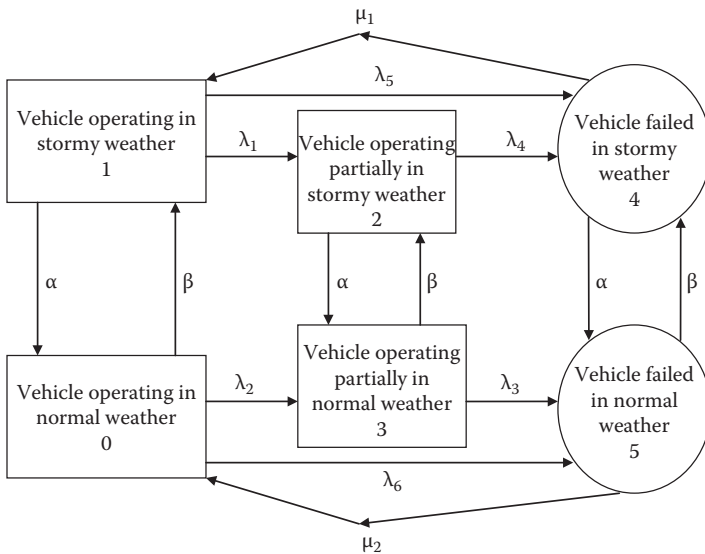 μ1
Vehicle operating in
stormy weather
1
λ5
λ1
Vehicle operating
partially in
stormy weather
2
λ4
Vehicle failed
in stormy
weather
4
α
β
α
β
α
β
Vehicle operating in
normal weather
0
λ2
Vehicle operating
partially in
normal weather
3
λ3
Vehicle failed
in normal
weather
5
λ6
μ2